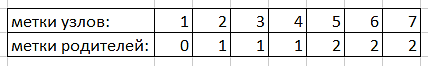 метки узлов: 1 2 3 4 5 6 7
метки родителей: 0 1 1 1 2 2 2